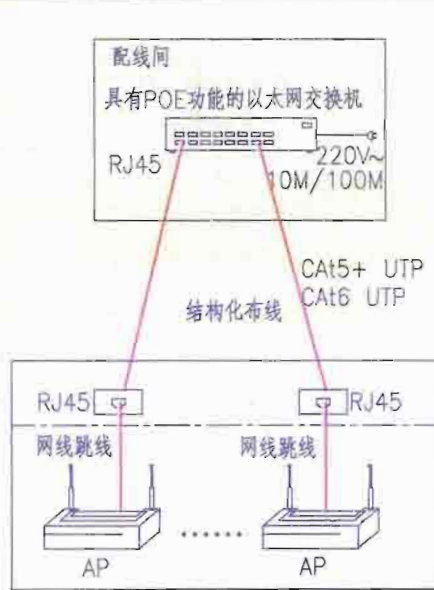 配线间
具有POE功能的以太网交换机
RJ45
~220V~
10M/100M
CAt5+ UTP
CAt6 UTP
结构化布线
RJ45
RJ45
网线跳线
网线跳线
......
AP
AP